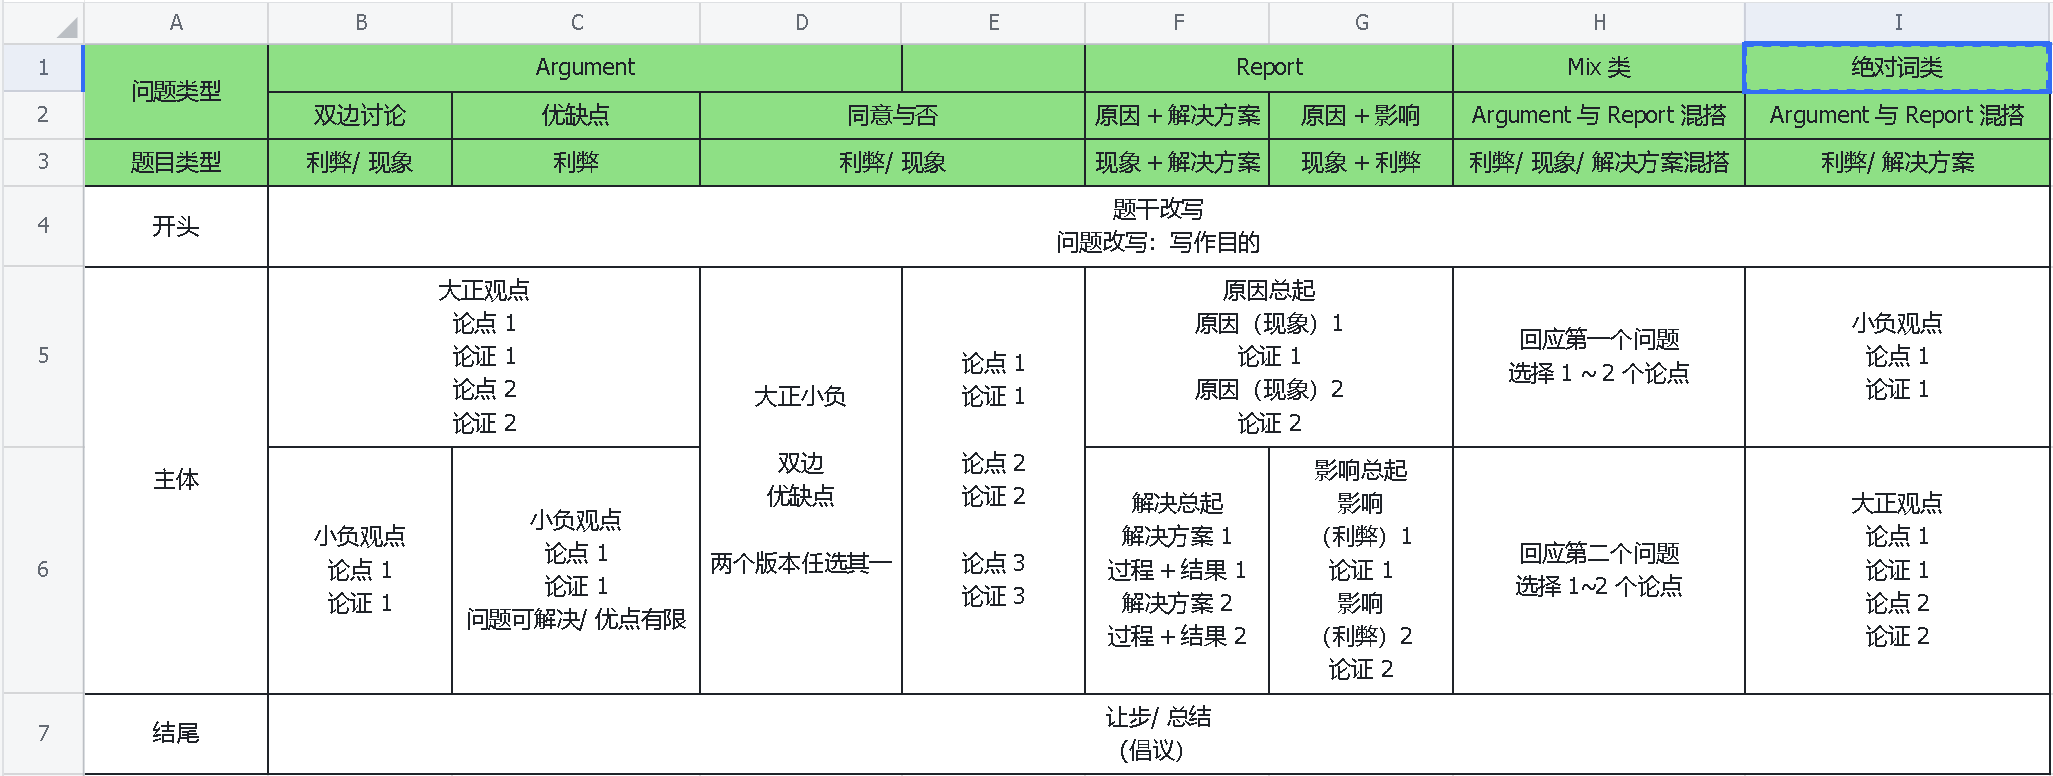 A B C D E F G H I
1 问题类型 Argument Report Mix 类 绝对词类
2 双边讨论 优缺点 同意与否 原因 + 解决方案 原因 + 影响 Argument 与 Report 混搭 Argument 与 Report 混搭
3 题目类型 利弊/ 现象 利弊 利弊/ 现象 现象 + 解决方案 现象 + 利弊 利弊/ 现象/ 解决方案混搭 利弊/ 解决方案
4 开头
题干改写
问题改写：写作目的
5
主体
大正观点
论点 1
论证 1
论点 2
论证 2
大正小负
双边
优缺点
两个版本任选其一
论点 1
论证 1
论点 2
论证 2
论点 3
论证 3
原因总起
原因（现象）1
论证 1
原因（现象）2
论证 2
回应第一个问题
选择 1 ~ 2 个论点
小负观点
论点 1
论证 1
6
小负观点
论点 1
论证 1
小负观点
论点 1
论证 1
问题可解决/ 优点有限
解决总起
解决方案 1
过程 + 结果 1
解决方案 2
过程 + 结果 2
影响总起
影响
（利弊）1
论证 1
影响
（利弊）2
论证 2
回应第二个问题
选择 1~2 个论点
大正观点
论点 1
论证 1
论点 2
论证 2
7 结尾
让步/ 总结
(倡议)